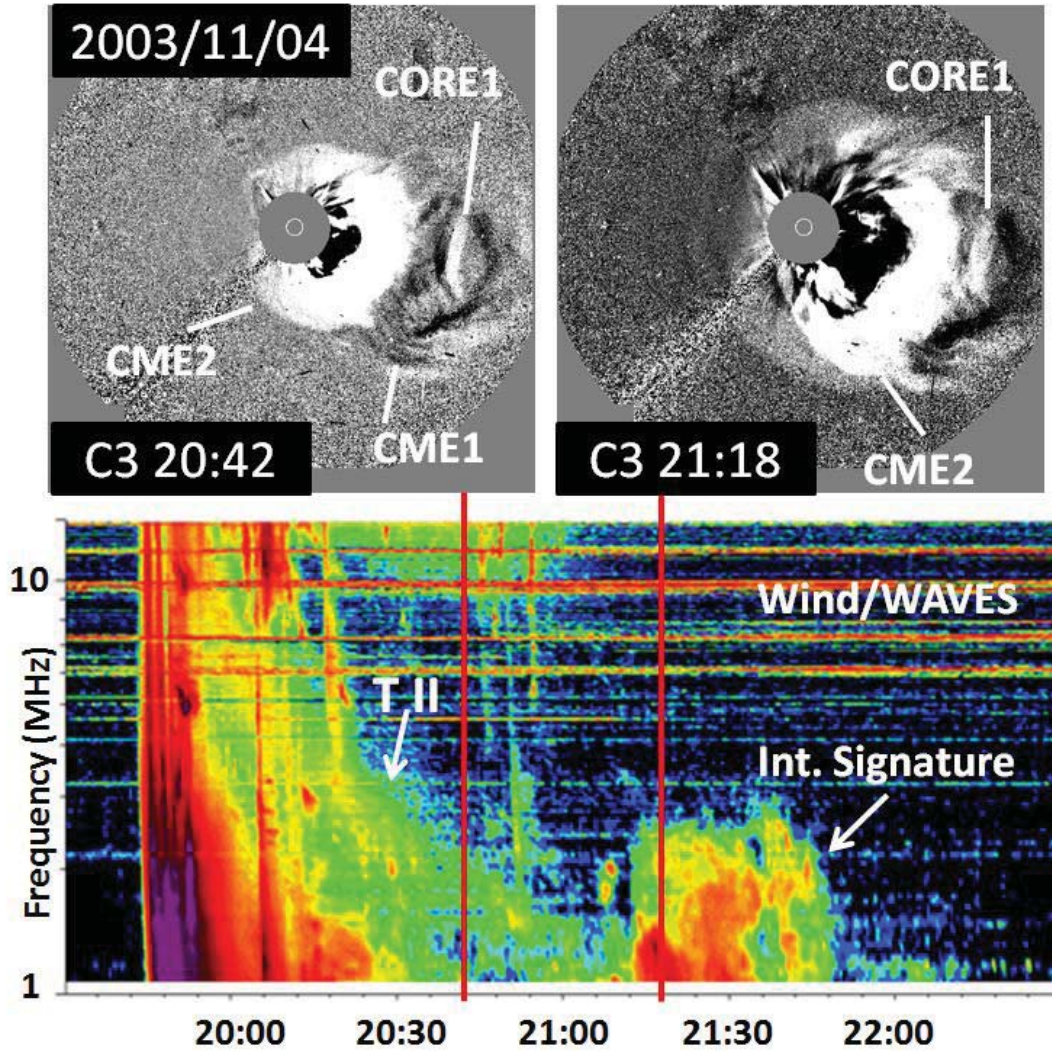 2003/11/04
CORE1
CORE1
CME2
CME1
CME2
C3 20:42
C3 21:18
10
Wind/WAVES
T II
Int. Signature
Frequency (MHz)
1
20:00 20:30 21:00 21:30 22:00